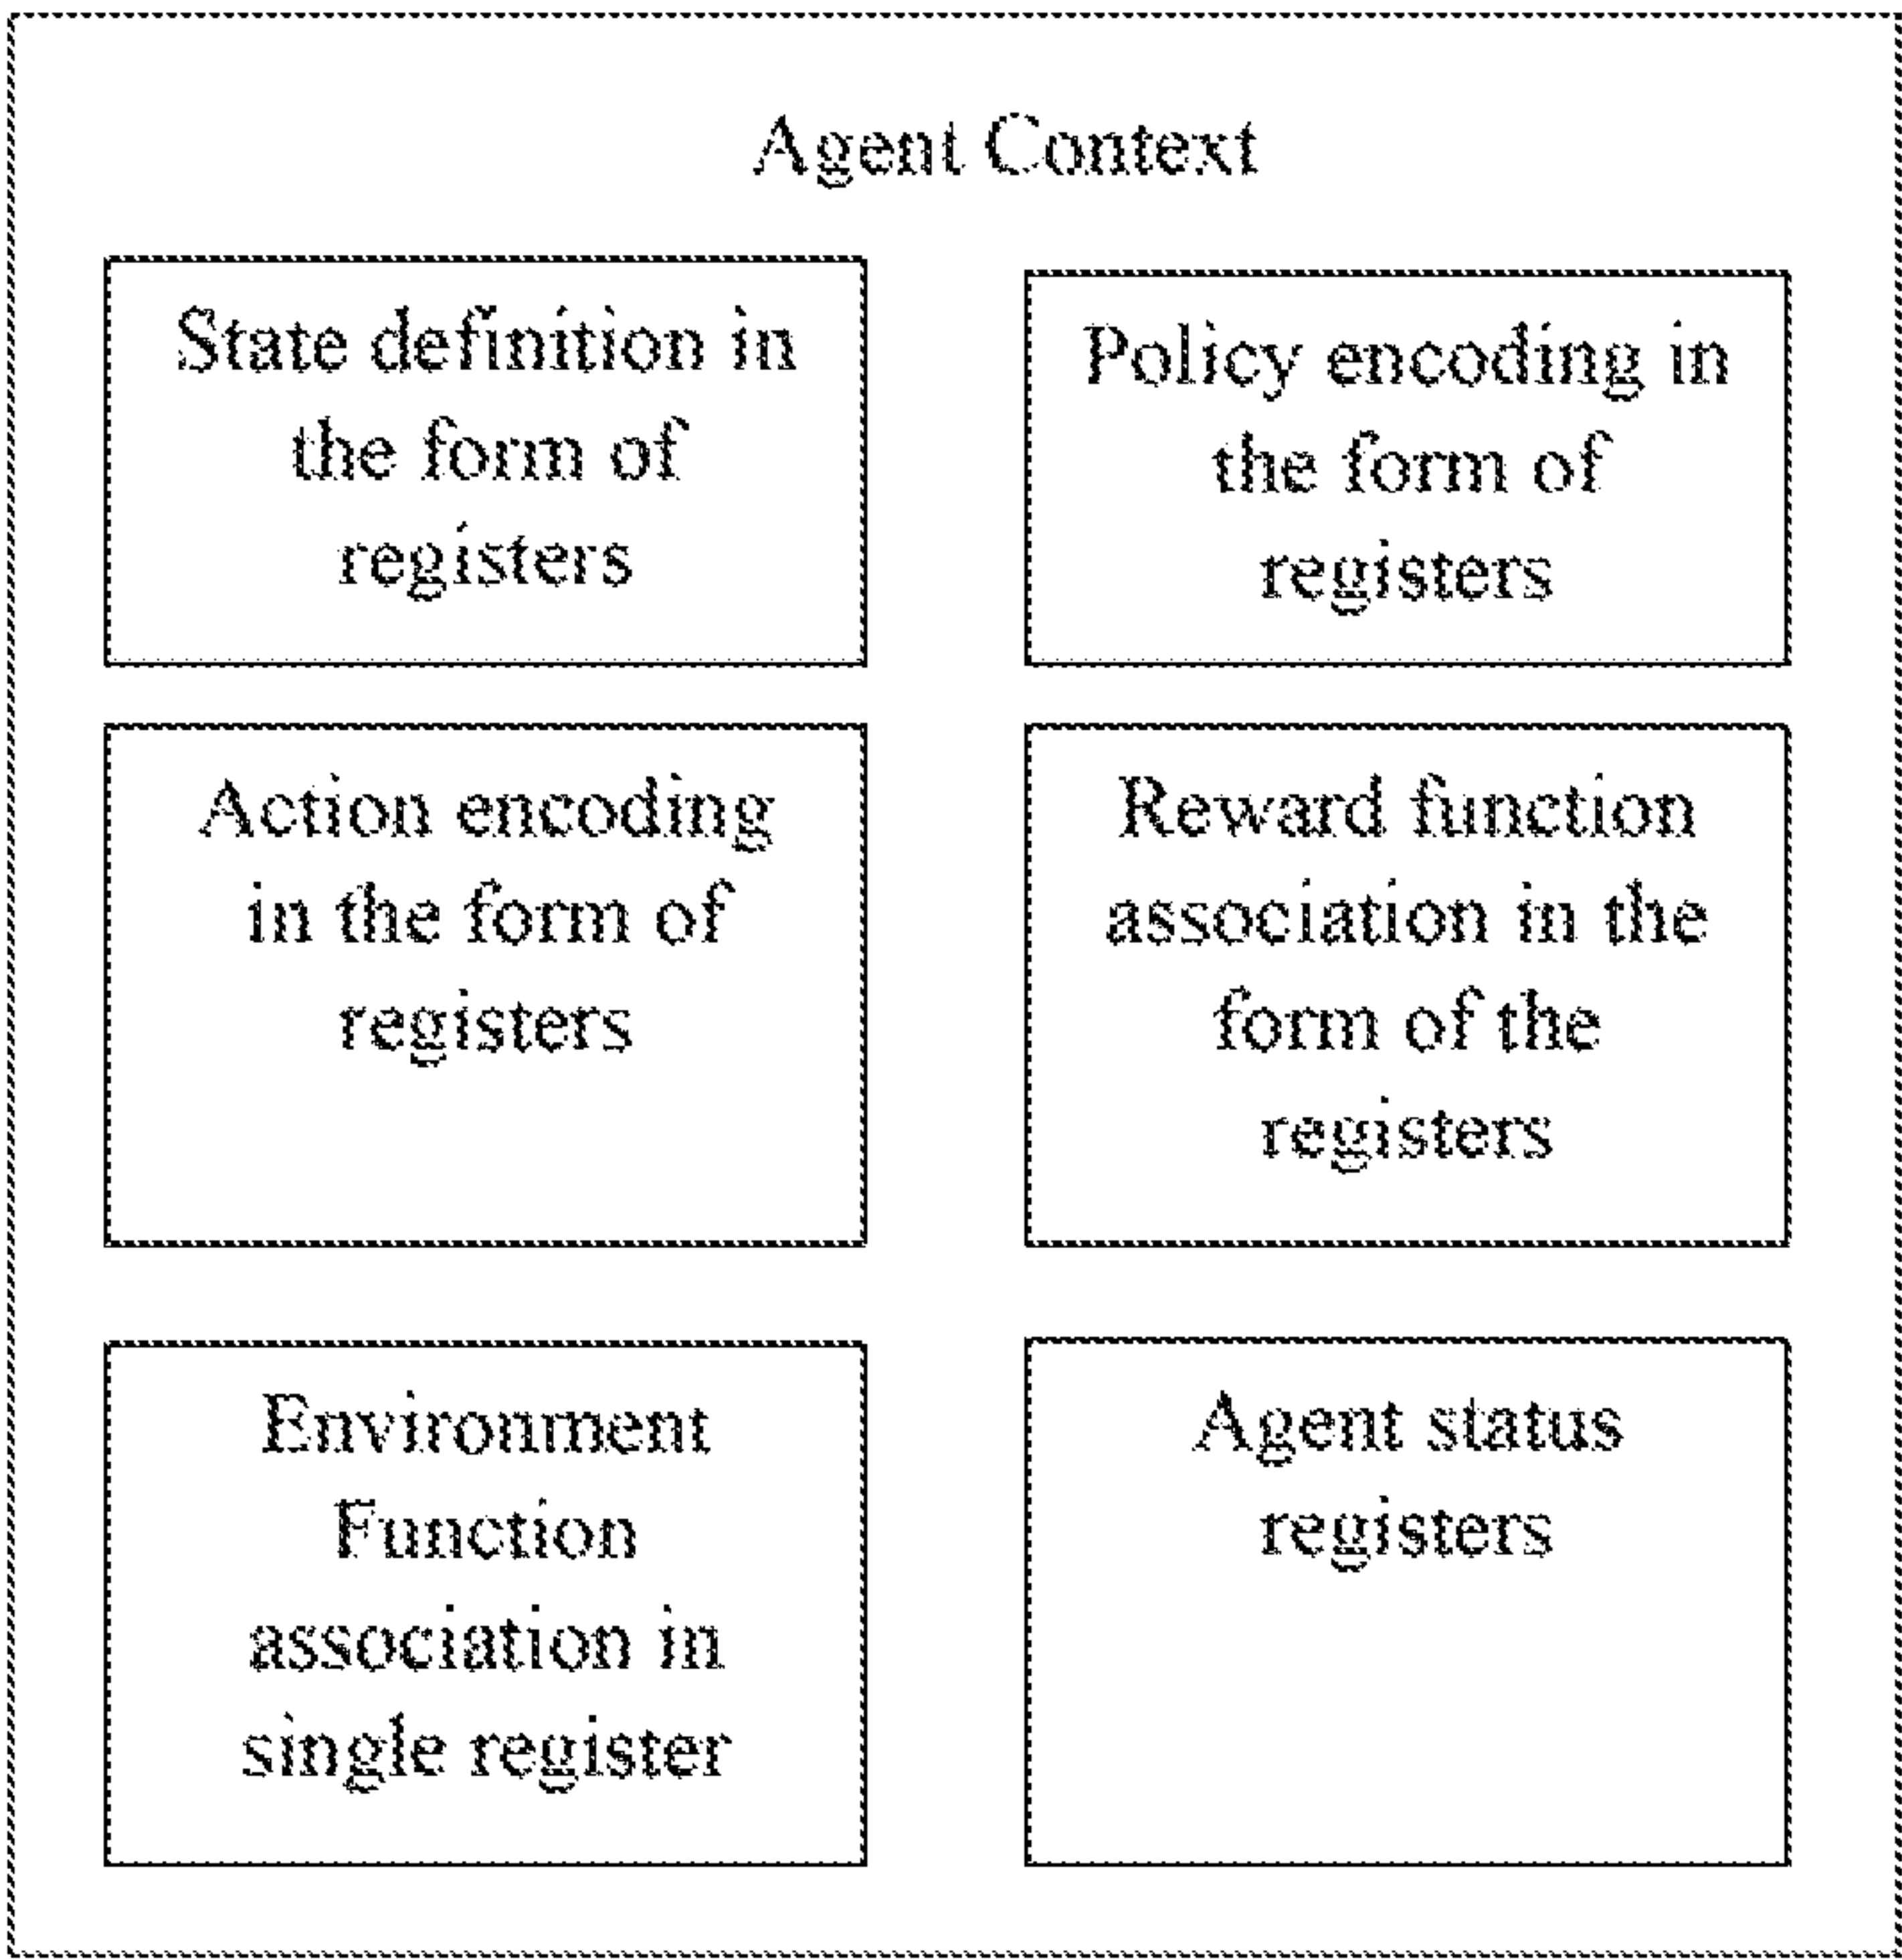 Agent Context
State definition in
the form of
registers
Policy encoding in
the form of
registers
Action encoding
in the form of
registers
Reward function
association in the
form of the
registers
Environment
Function
association in
single register
Agent status
registers